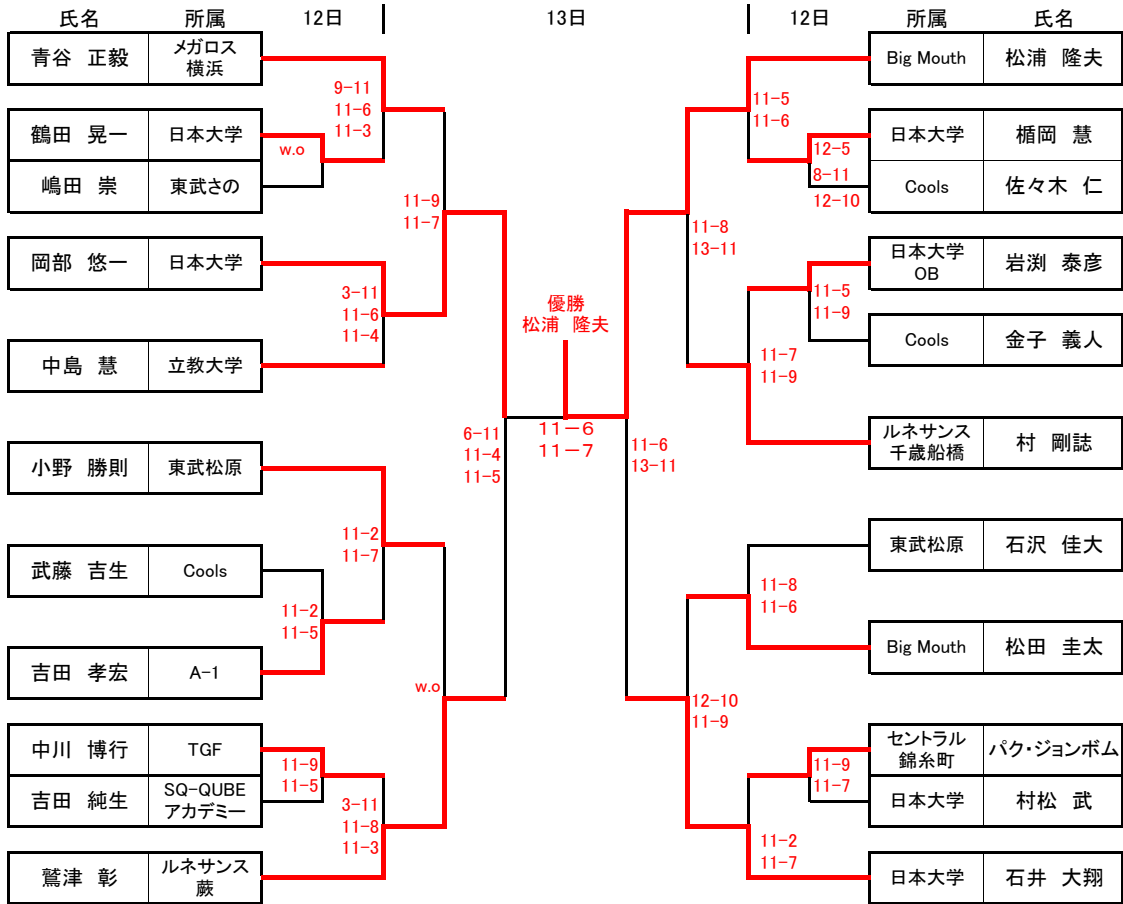 氏名 所属 12日 13日 12日 所属 氏名
青谷 正毅 メガロス
横浜
9-11
11-6
11-3
鶴田 晃一 日本大学
w.o
嶋田 崇 東武さの
11-9
11-7
岡部 悠一 日本大学
3-11
11-6
11-4
中島 慧 立教大学
6-11
11-4
11-5
小野 勝則 東武松原
11-2
11-7
武藤 吉生 Cools
11-2
11-5
吉田 孝宏 A-1
w.o
中川 博行 TGF
11-9
11-5
吉田 純生 SQ-QUBE
アカデミー
3-11
11-8
11-3
鷲津 彰 ルネサンス
蕨
優勝
松浦 隆夫
11-6
11-7
Big Mouth 松浦 隆夫
11-5
11-6
日本大学 楯岡 慧
12-5
8-11
12-10
Cools 佐々木 仁
11-8
13-11
日本大学
OB
岩渕 泰彦
11-5
11-9
Cools 金子 義人
11-7
11-9
ルネサンス
千歳船橋
村 剛誌
11-6
13-11
東武松原 石沢 佳大
11-8
11-6
Big Mouth 松田 圭太
12-10
11-9
セントラル
錦糸町
パク・ジョンボム
11-9
11-7
日本大学 村松 武
11-2
11-7
日本大学 石井 大翔